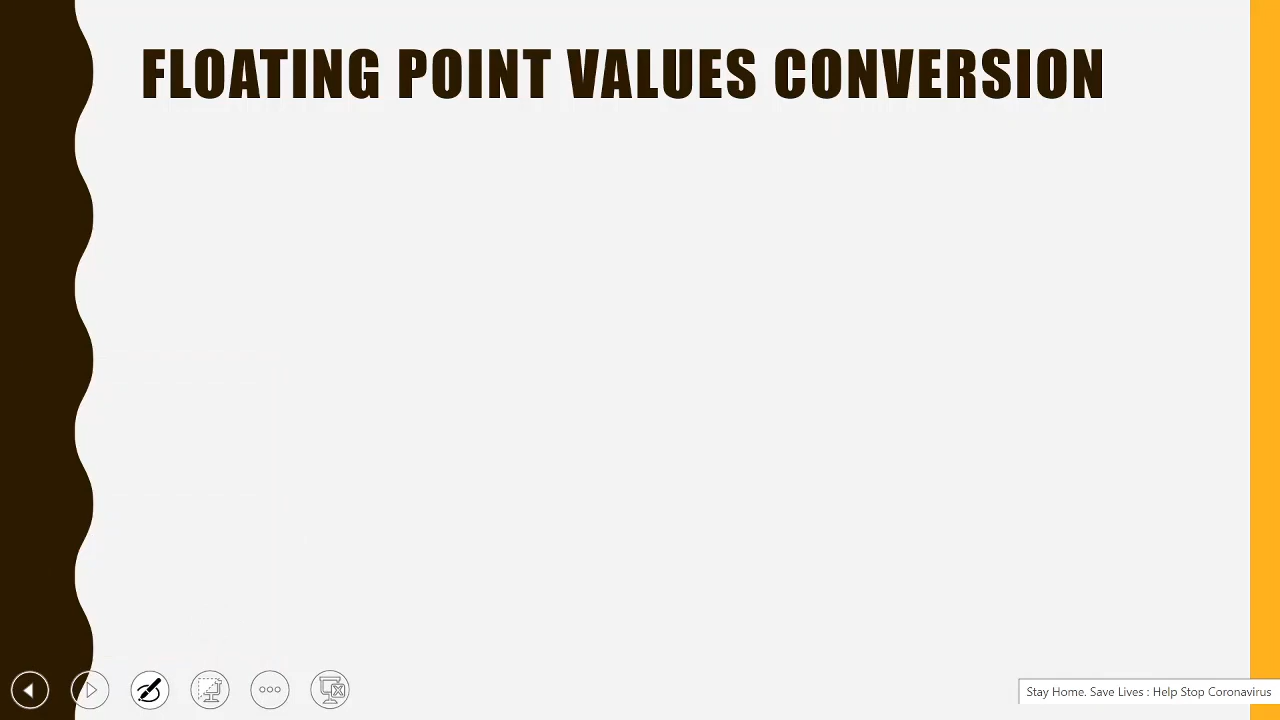 FLOATING POINT VALUES CONVERSION
Stay Home. Save Lives : Help Stop Coronavirus